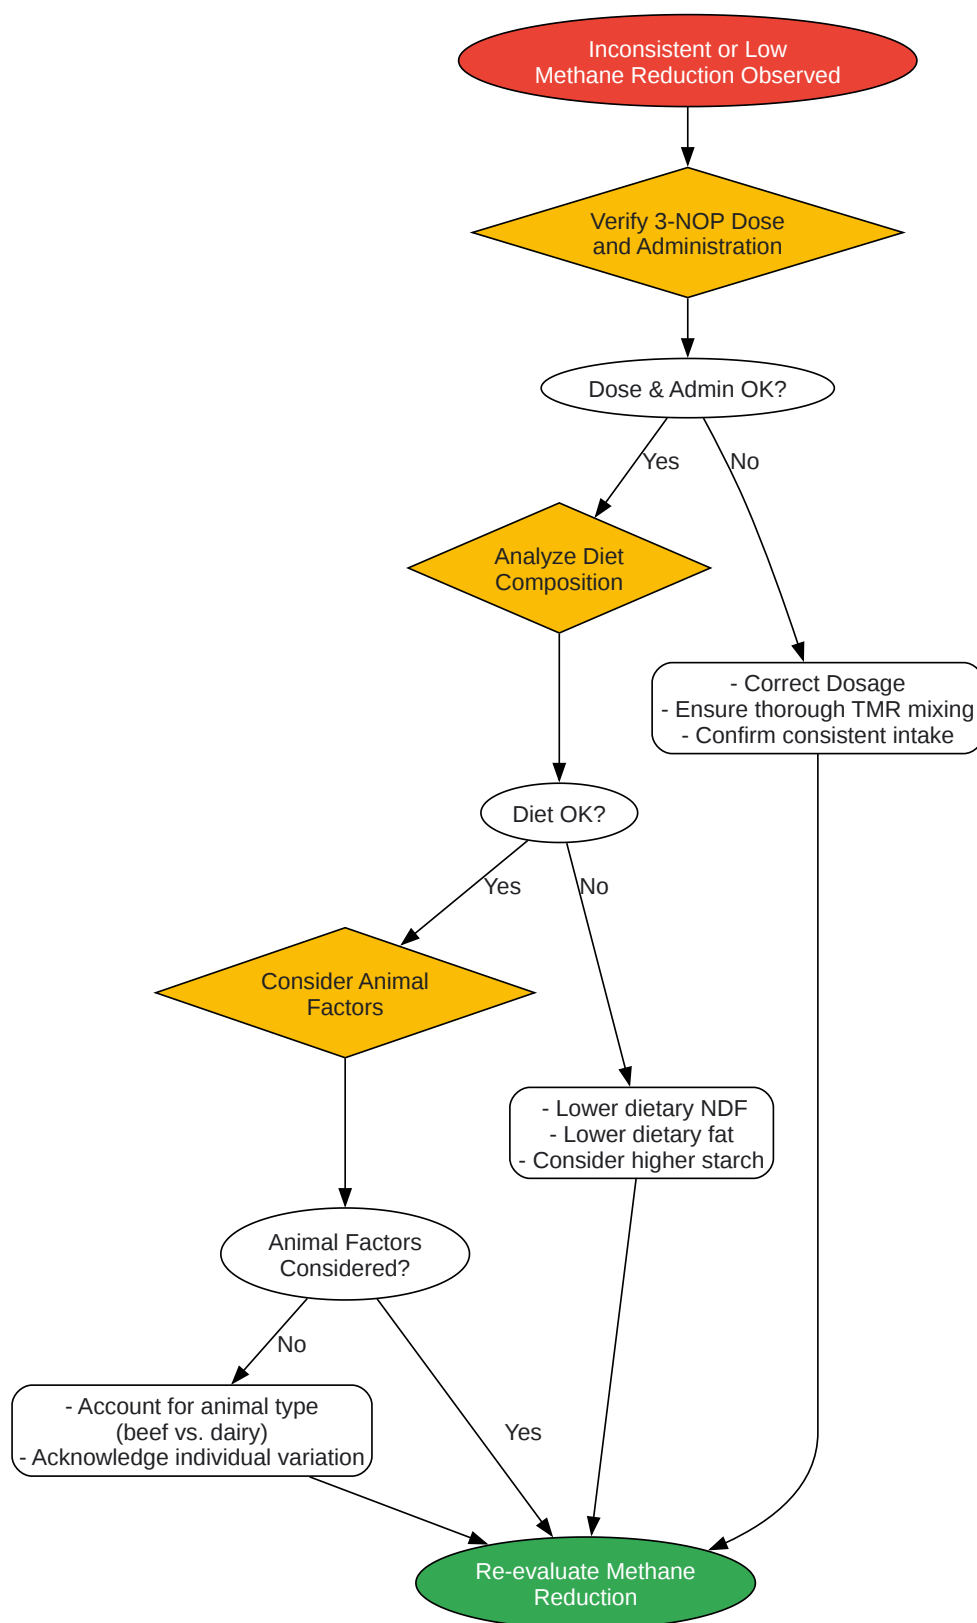 Inconsistent or Low
Methane Reduction Observed
Verify 3-NOP Dose
and Administration
Dose & Admin OK?
Yes
No
Analyze Diet
Composition
- Correct Dosage
- Ensure thorough TMR mixing
- Confirm consistent intake
Diet OK?
Yes
No
Consider Animal
Factors
- Lower dietary NDF
- Lower dietary fat
- Consider higher starch
Animal Factors
Considered?
No
Yes
- Account for animal type
(beef vs. dairy)
- Acknowledge individual variation
Re-evaluate Methane
Reduction